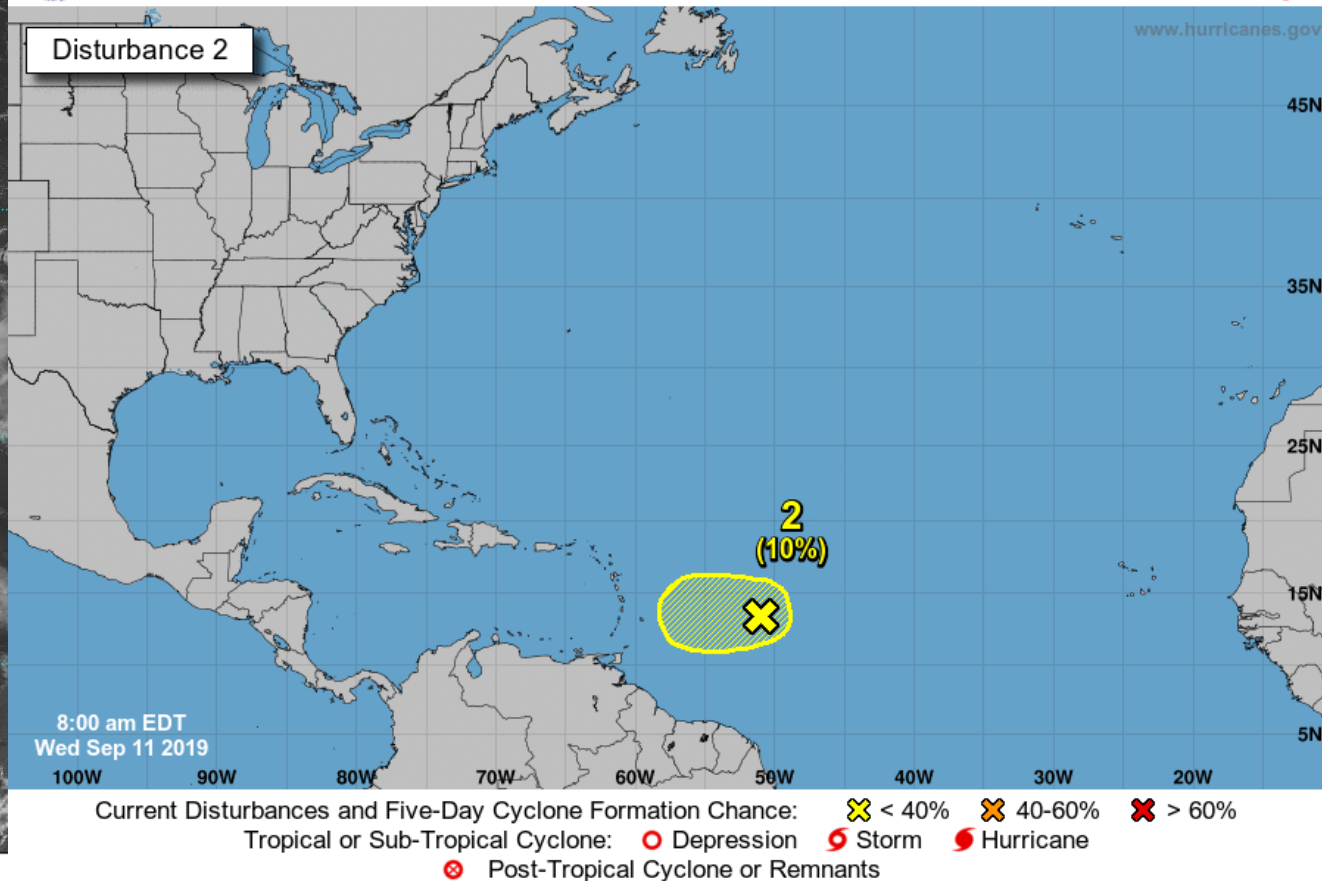 Disturbance 2
www.hurricanes.gov
45N
35N
25N
2
(10%)
15N
8:00 am EDT
Wed Sep 11 2019
5N
100W 90W 80W 70W 60W 50W 40W 30W 20W
Current Disturbances and Five-Day Cyclone Formation Chance: < 40% 40-60% > 60%
Tropical or Sub-Tropical Cyclone: Depression Storm Hurricane
Post-Tropical Cyclone or Remnants